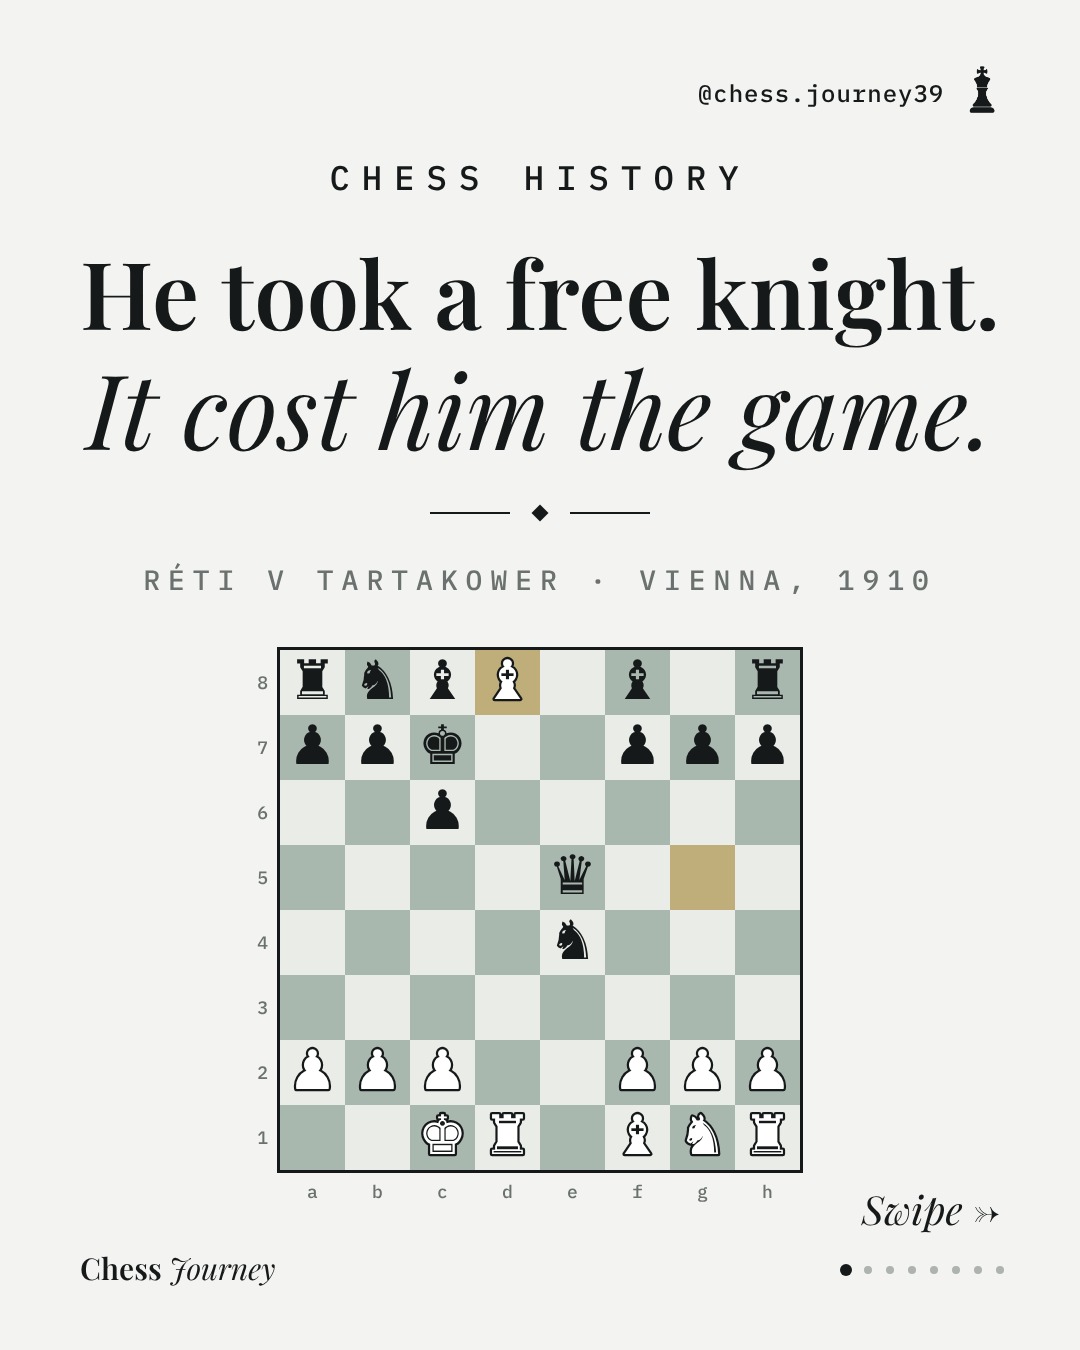 @chess.journey39
CHESS HISTORY
He took a free knight.
It cost him the game.
RÉTI V TARTAKOWER · VIENNA, 1910
8
7
6
5
4
3
2
1
a b c d e f g h
Swipe
Chess Journey